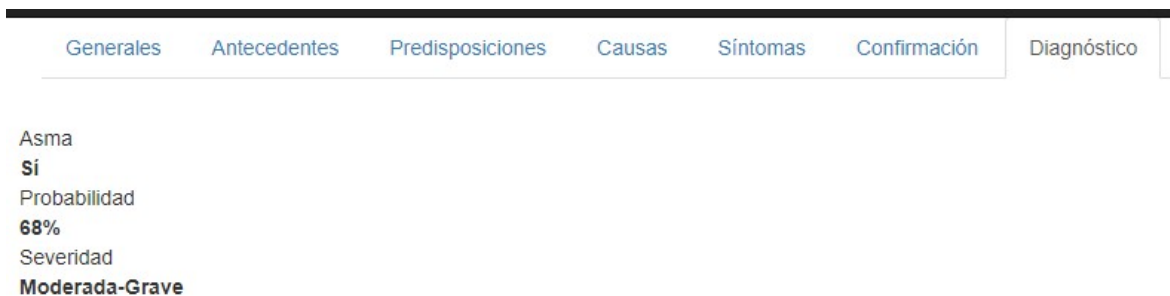 Generales Antecedentes Predisposiciones Causas Síntomas Confirmación Diagnóstico
Asma
Sí
Probabilidad
68%
Severidad
Moderada-Grave